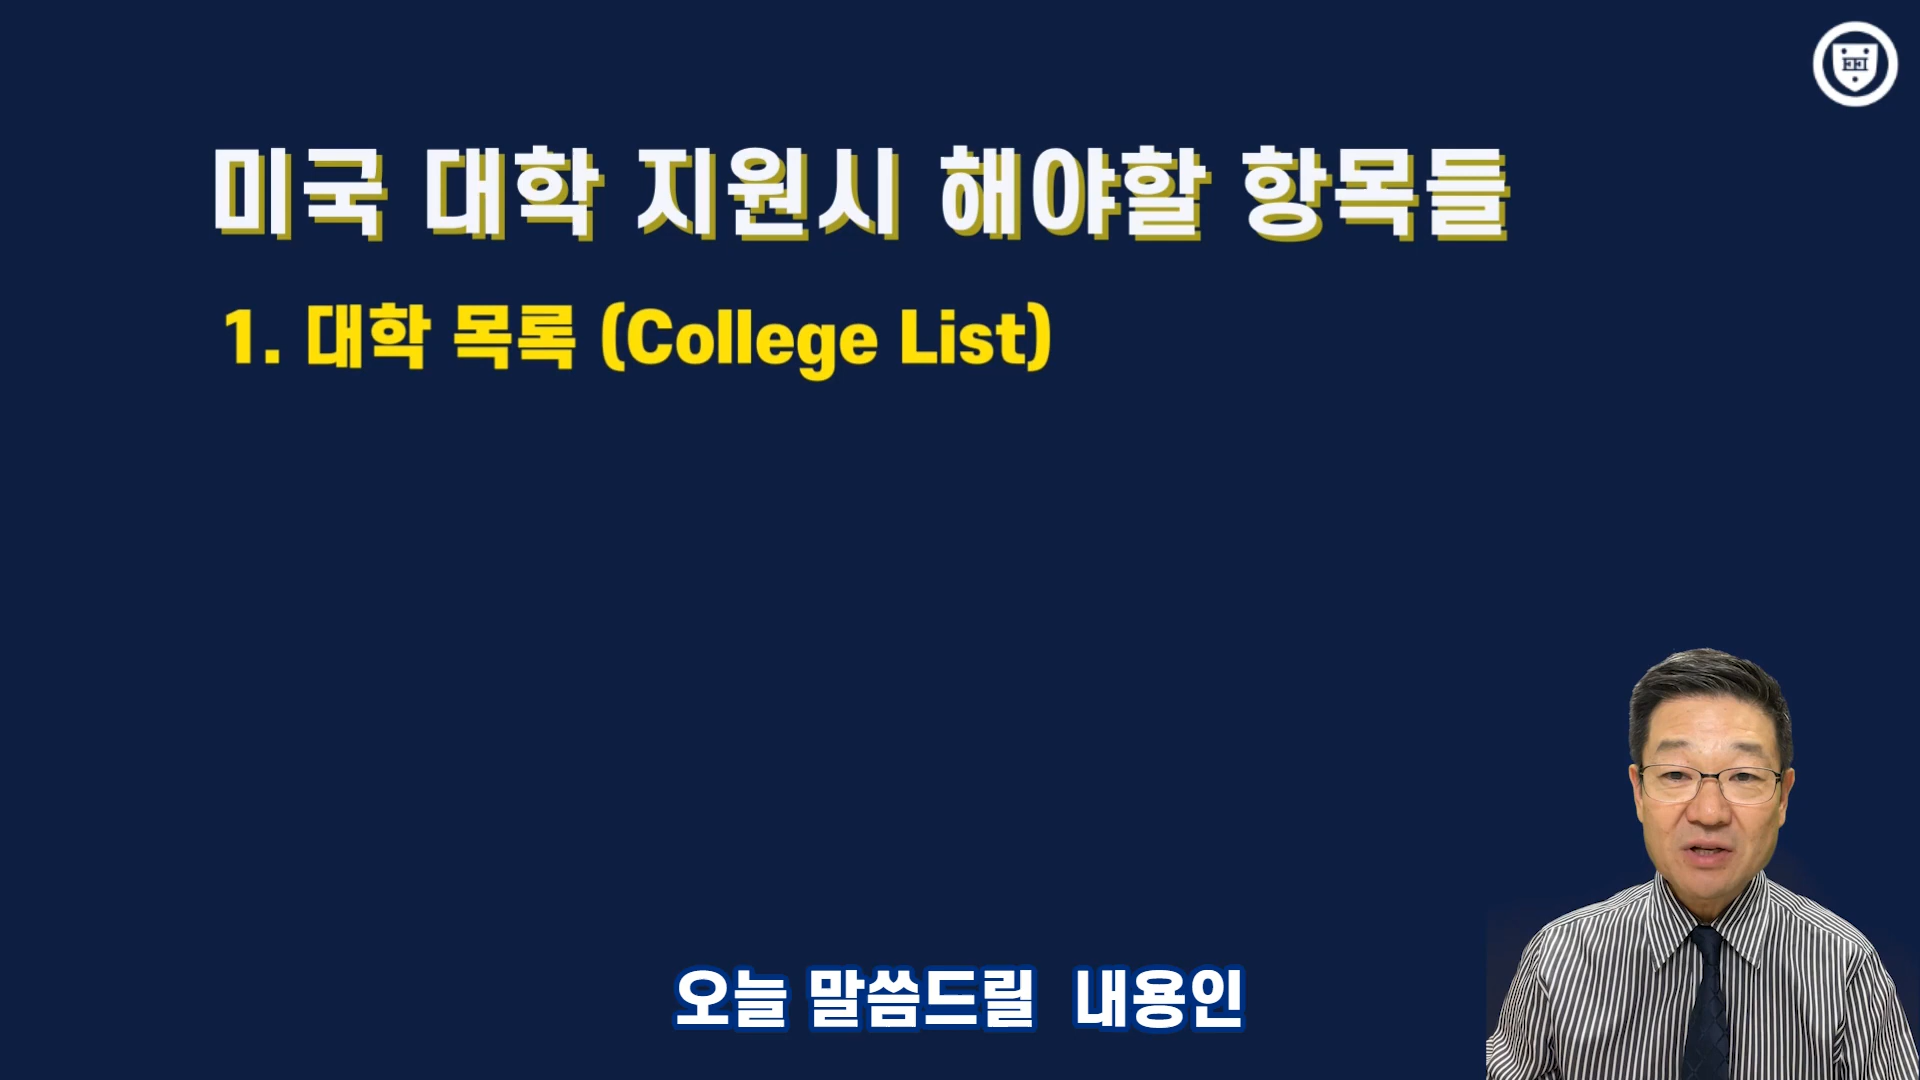 미국 대학 지원시 해야할 항목들
1. 대학 목록 (College List)
오늘 말씀드릴 내용인